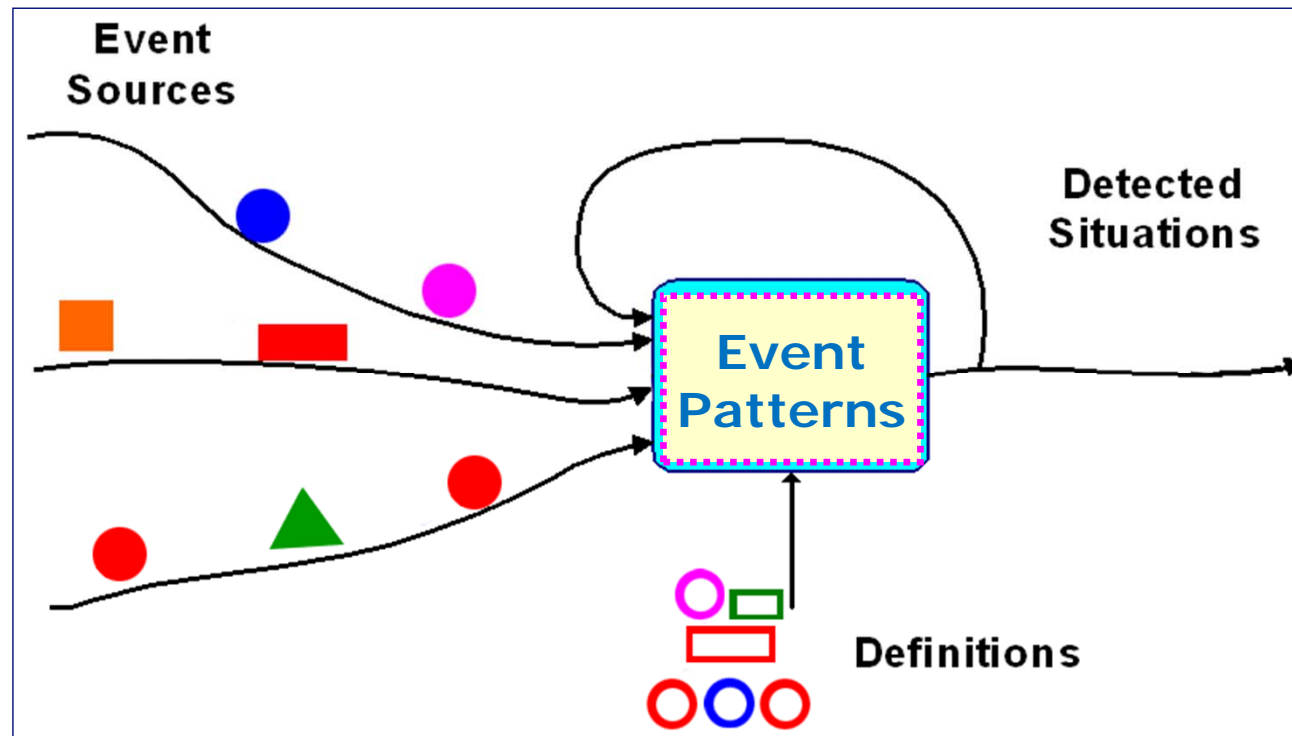 Event
Sources
Detected
Situations
Event
Patterns
Definitions